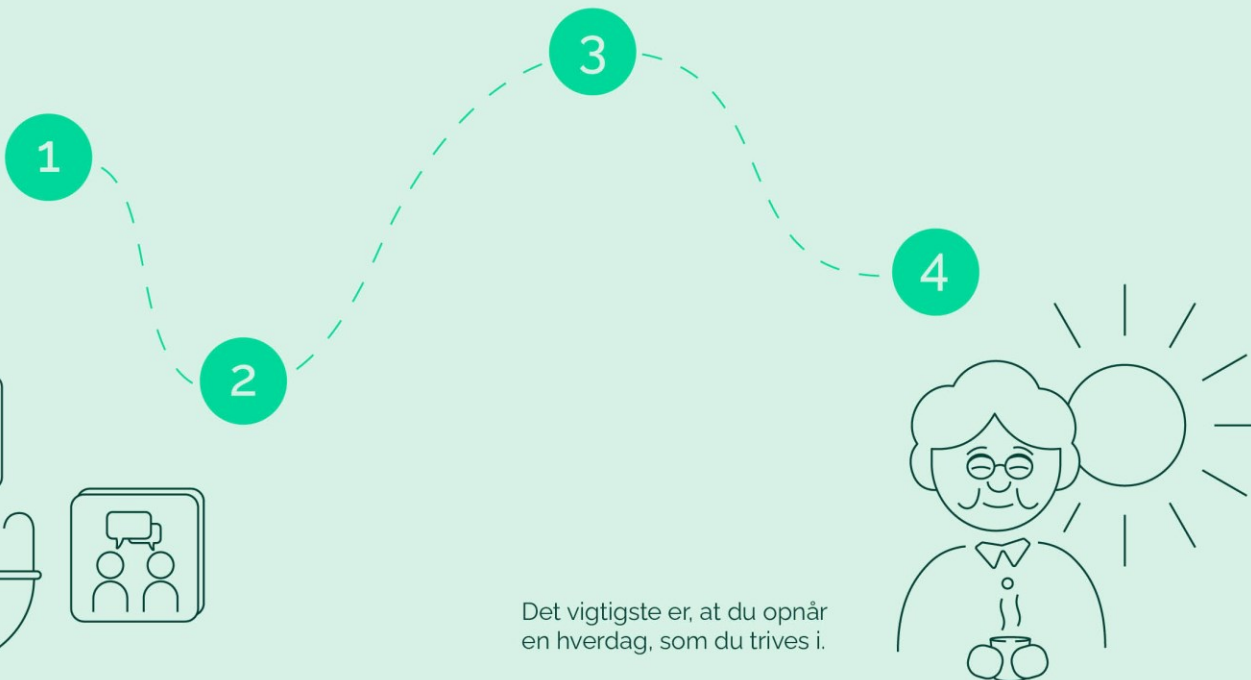 3
1
4
2
Det vigtigste er, at du opnår
en hverdag, som du trives i.